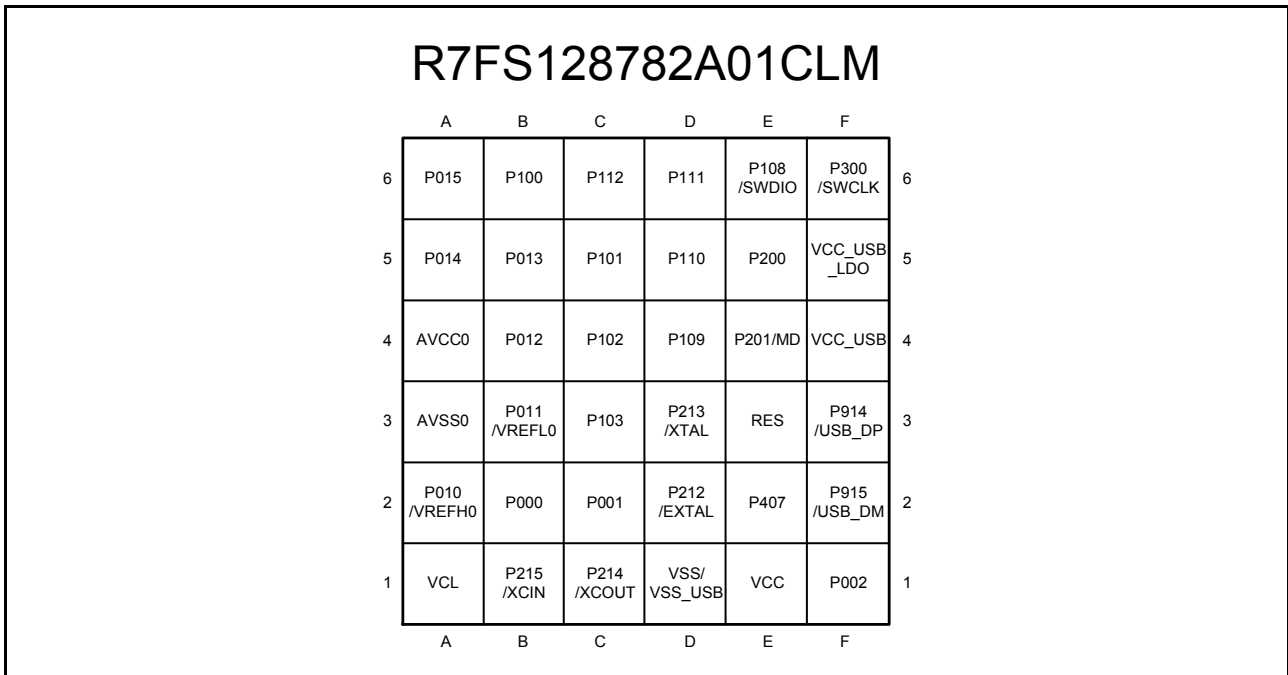 R7FS128782A01CLM
A B C D E F
6 P015 P100 P112 P111 P108 /SWDIO P300 /SWCLK 6
5 P014 P013 P101 P110 P200 VCC_USB _LDO 5
4 AVCC0 P012 P102 P109 P201/MD VCC_USB 4
3 AVSS0 P011 /VREFL0 P103 P213 /XTAL RES P914 /USB_DP 3
2 P010 /VREFH0 P000 P001 P212 /EXTAL P407 P915 /USB_DM 2
1 VCL P215 /XCIN P214 /XCOUT VSS/ VSS_USB VCC P002 1
A B C D E F